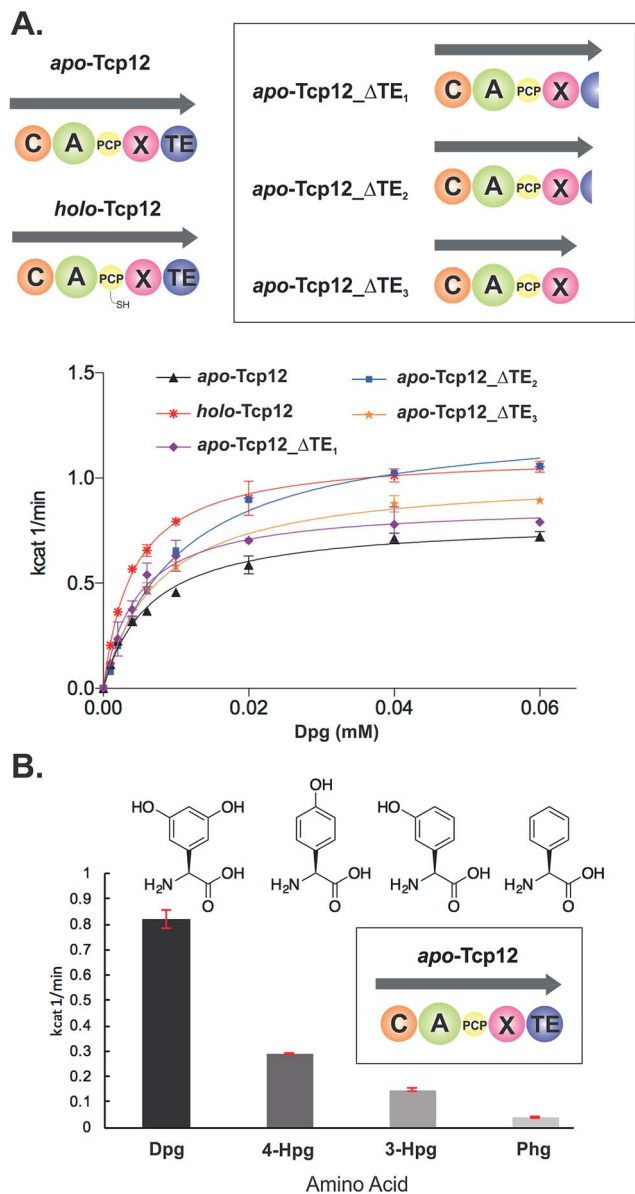 A.
apo-Tcp12
C A PCP X TE
holo-Tcp12
C A PCP X TE
SH
apo-Tcp12_ΔTE₁
C A PCP X
apo-Tcp12_ΔTE₂
C A PCP X
apo-Tcp12_ΔTE₃
C A PCP X
apo-Tcp12
holo-Tcp12
apo-Tcp12_ΔTE₁
apo-Tcp12_ΔTE₂
apo-Tcp12_ΔTE₃
kcat 1/min
1.5
1.0
0.5
0.0
0.00 0.02 0.04 0.06
Dpg (mM)
B.
HO OH
H₂N OH
O
OH
H₂N OH
O
HO
H₂N OH
O
H₂N OH
O
kcat 1/min
1
0.9
0.8
0.7
0.6
0.5
0.4
0.3
0.2
0.1
0
apo-Tcp12
C A PCP X TE
Dpg 4-Hpg 3-Hpg Phg
Amino Acid